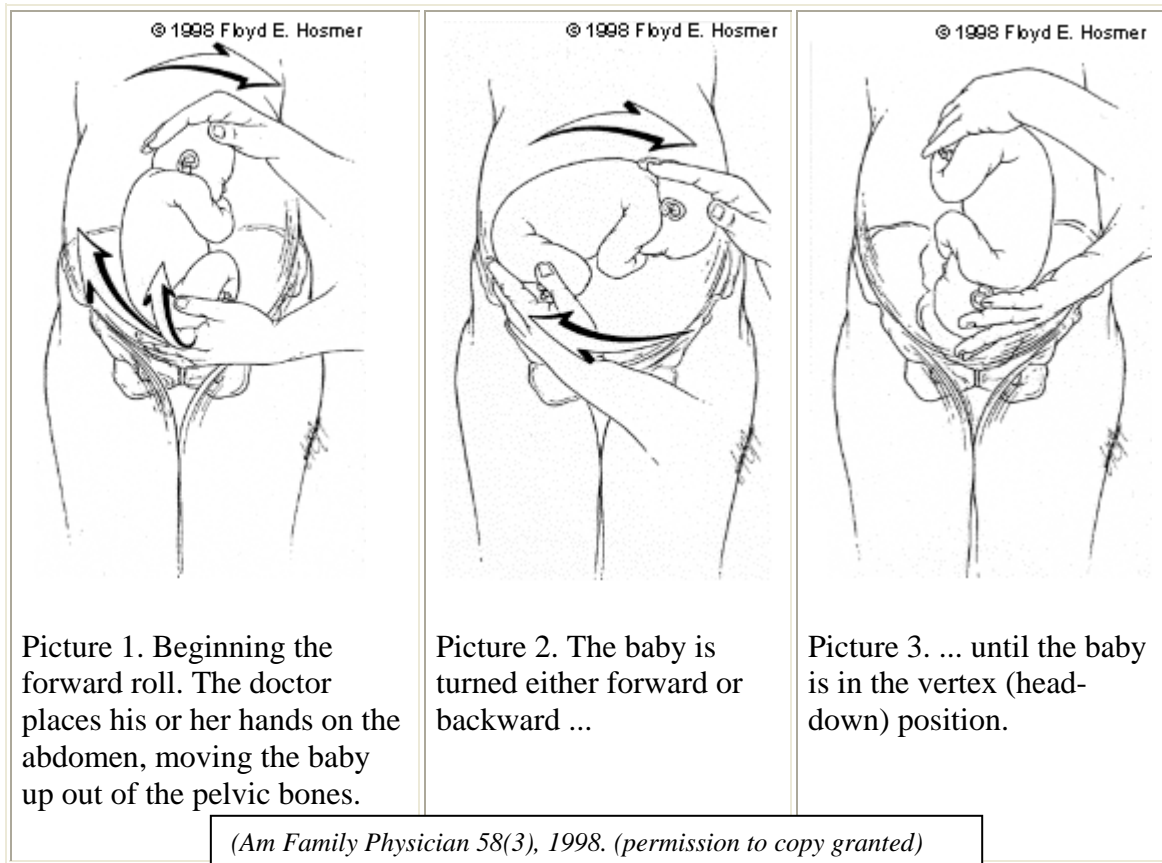 © 1998 Floyd E. Hosmer
© 1998 Floyd E. Hosmer
© 1998 Floyd E. Hosmer
Picture 1. Beginning the
forward roll. The doctor
places his or her hands on the
abdomen, moving the baby
up out of the pelvic bones.
Picture 2. The baby is
turned either forward or
backward ...
Picture 3. ... until the baby
is in the vertex (head-
down) position.
(Am Family Physician 58(3), 1998. (permission to copy granted)